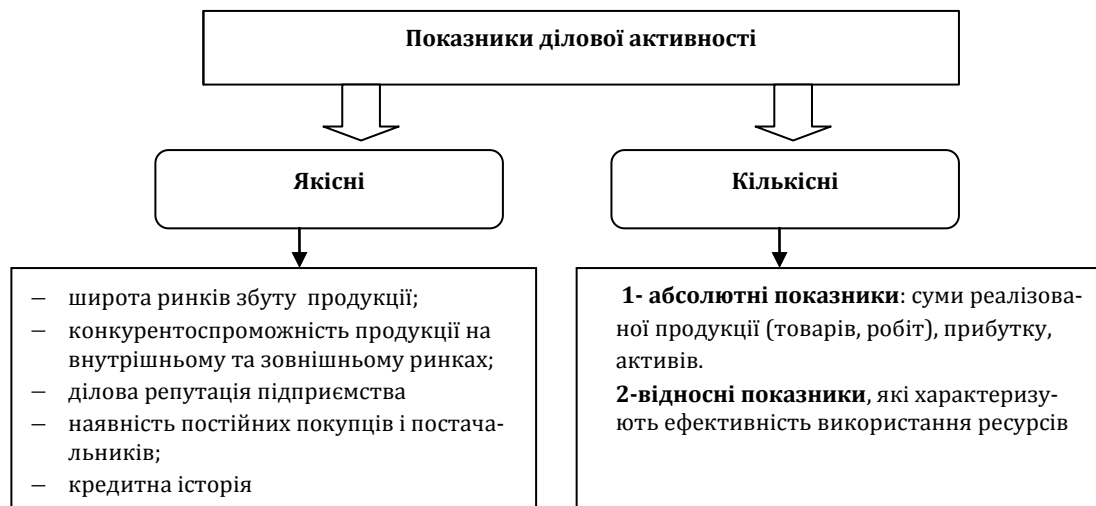 Показники ділової активності
Якісні
Кількісні
– широта ринків збуту продукції;
– конкурентоспроможність продукції на
внутрішньому та зовнішньому ринках;
– ділова репутація підприємства
– наявність постійних покупців і постача-
льників;
– кредитна історія
1- абсолютні показники: суми реалізова-
ної продукції (товарів, робіт), прибутку,
активів.
2-відносні показники, які характеризу-
ють ефективність використання ресурсів